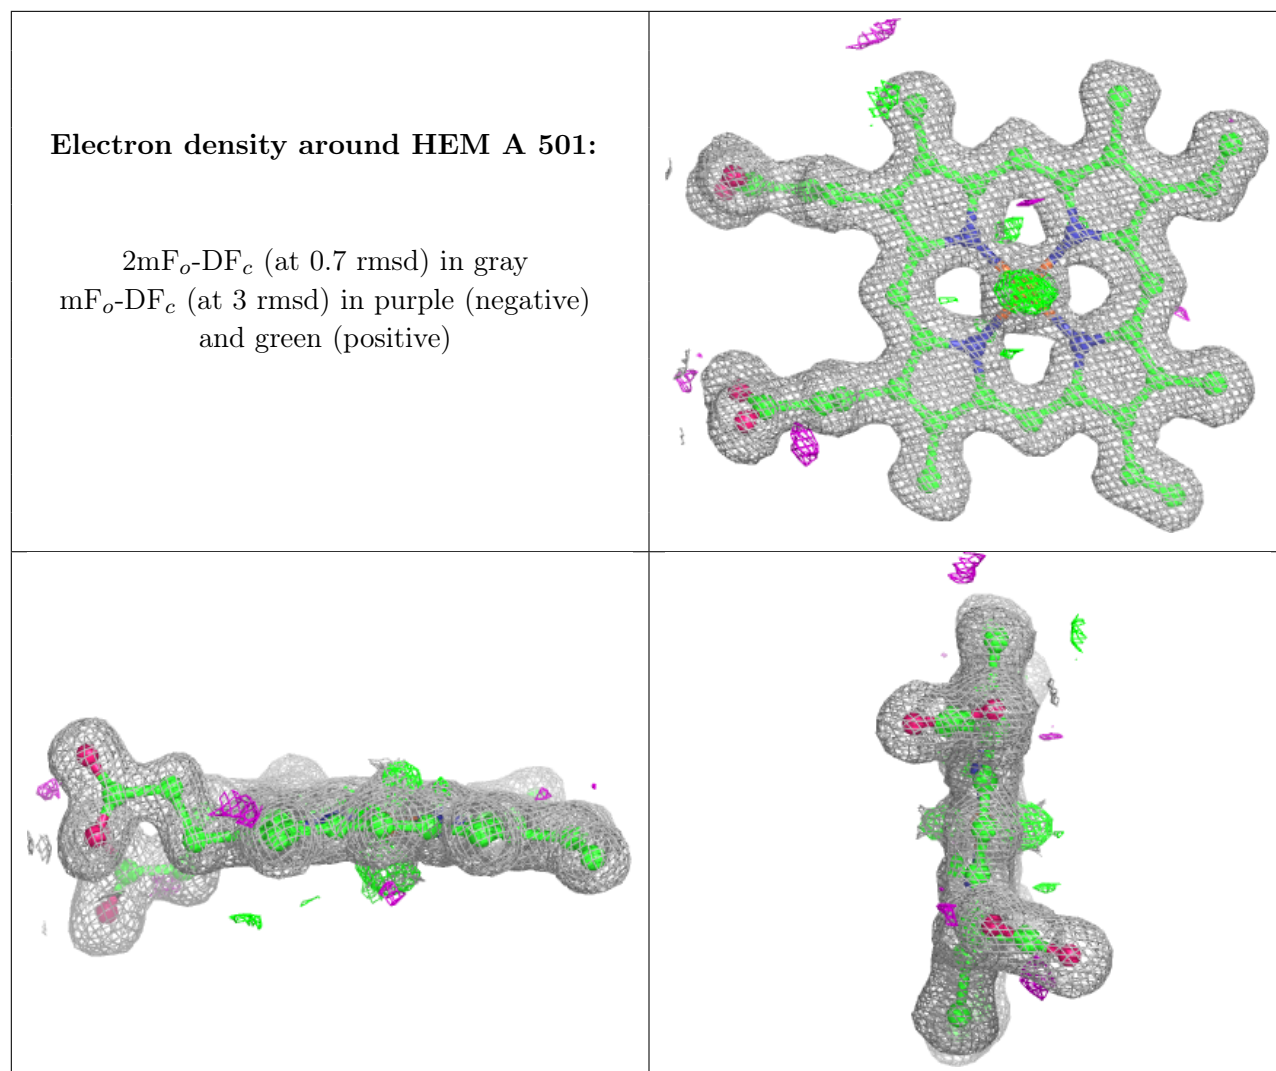 Electron density around HEM A 501:
2mFₒ-DF𝒸 (at 0.7 rmsd) in gray
mFₒ-DF𝒸 (at 3 rmsd) in purple (negative)
and green (positive)